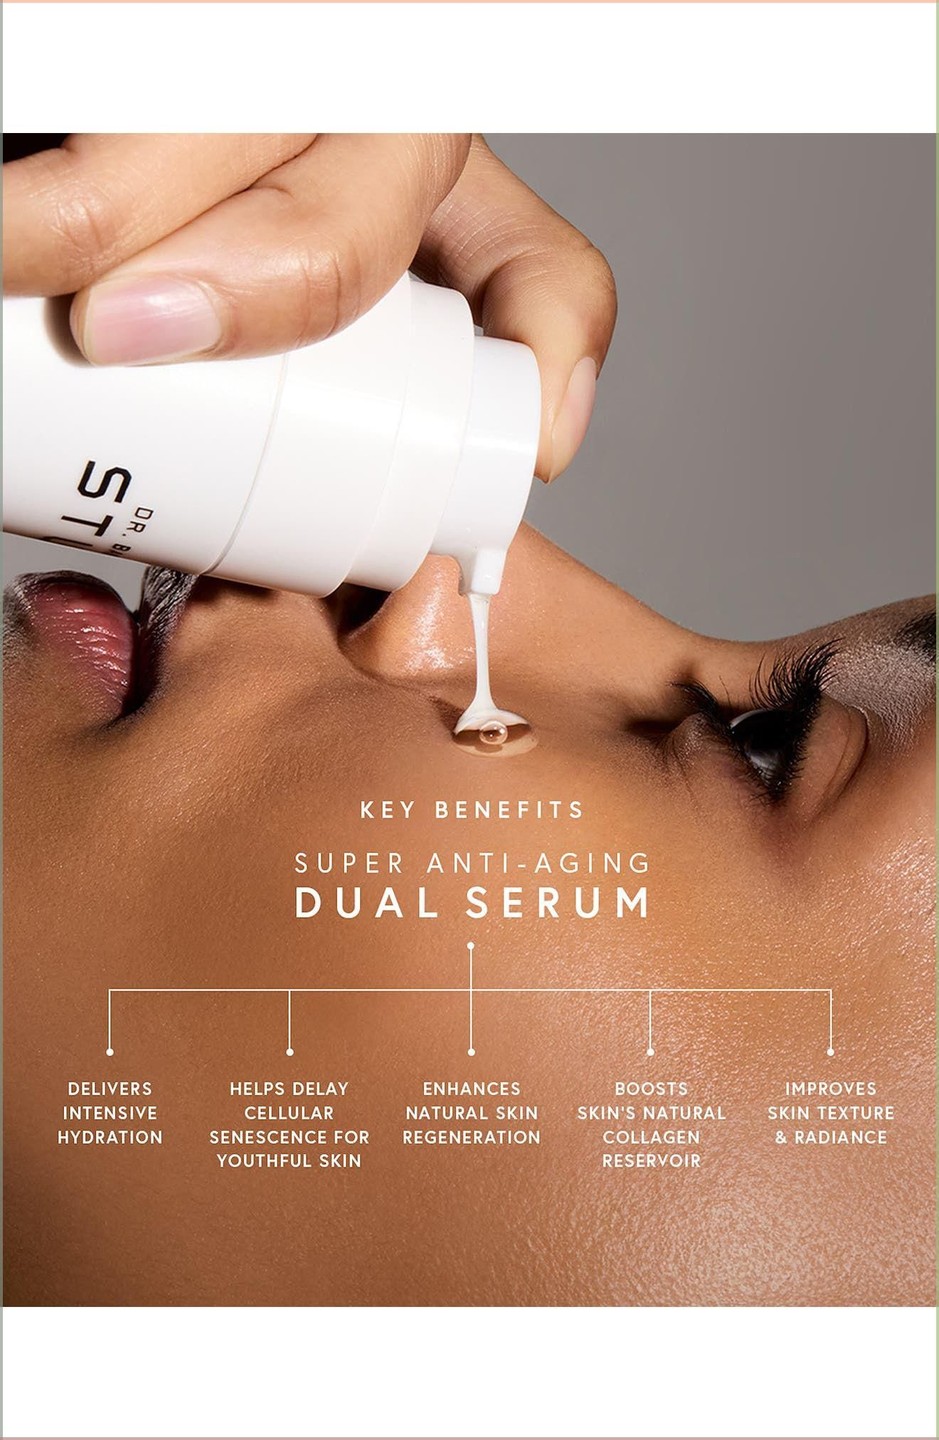 DR.
ST
KEY BENEFITS
SUPER ANTI-AGING
DUAL SERUM
DELIVERS
INTENSIVE
HYDRATION
HELPS DELAY
CELLULAR
SENESCENCE FOR
YOUTHFUL SKIN
ENHANCES
NATURAL SKIN
REGENERATION
BOOSTS
SKIN'S NATURAL
COLLAGEN
RESERVOIR
IMPROVES
SKIN TEXTURE
& RADIANCE